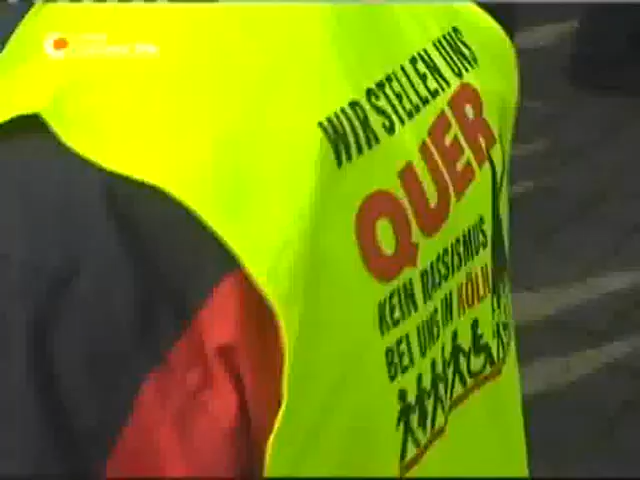 WIR STELLEN UNS
QUER
KEIN RASSISMUS
BEI UNS IN KÖLN